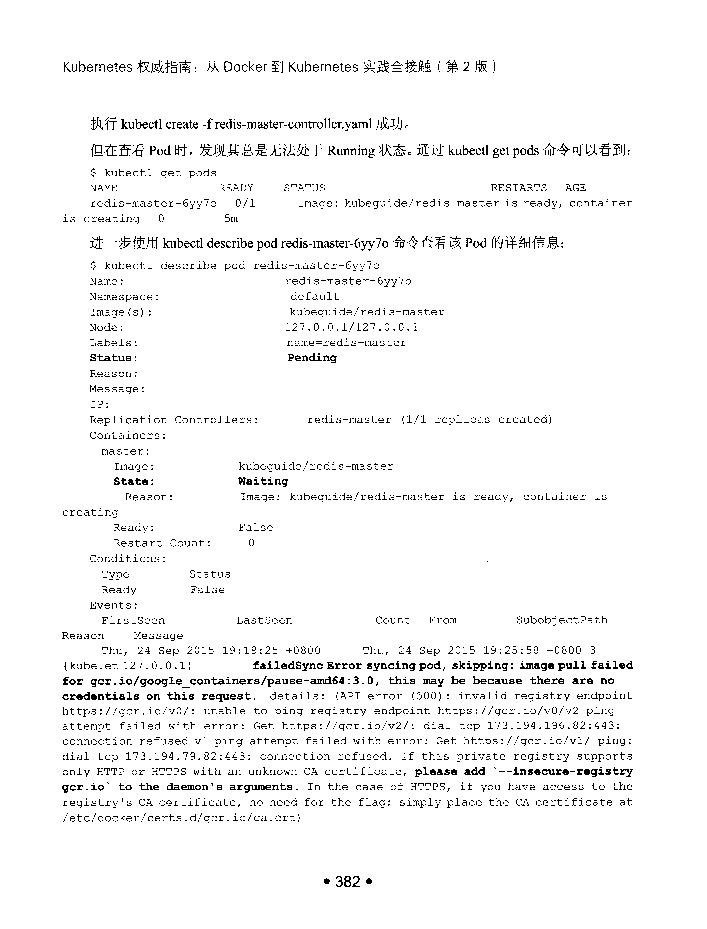 Kubernetes 权威指南：从 Docker 到 Kubernetes 实践全接触（第 2 版）
执行 kubectl create -f redis-master-controller.yaml 成功。
但在查看 Pod 时，发现其总是无法处于 Running 状态。通过 kubectl get pods 命令可以看到：
$ kubectl get pods
NAME READY STATUS RESTARTS AGE
redis-master-6yy7o 0/1 Image: kubeguide/redis-master is ready, container
is creating 0 5m
进一步使用 kubectl describe pod redis-master-6yy7o 命令查看该 Pod 的详细信息：
$ kubectl describe pod redis-master-6yy7o
Name: redis-master-6yy7o
Namespace: default
Image(s): kubeguide/redis-master
Node: 127.0.0.1/127.0.0.1
Labels: name=redis-master
Status: Pending
Reason:
Message:
IP:
Replication Controllers: redis-master (1/1 replicas created)
Containers:
master:
Image: kubeguide/redis-master
State: Waiting
Reason: Image: kubeguide/redis-master is ready, container is
creating
Ready: False
Restart Count: 0
Conditions:
Type Status
Ready False
Events:
FirstSeen LastSeen Count From SubobjectPath
Reason Message
Thu, 24 Sep 2015 19:19:25 +0800 Thu, 24 Sep 2015 19:25:58 +0800 3
{kubelet 127.0.0.1} failedSync Error syncing pod, skipping: image pull failed
for gcr.io/google_containers/pause-amd64:3.0, this may be because there are no
credentials on this request. details: (API error (500): invalid registry endpoint
https://gcr.io/v0/: unable to ping registry endpoint https://gcr.io/v0/v2 ping
attempt failed with error: Get https://gcr.io/v2/: dial tcp 173.194.196.82:443:
connection refused v1 ping attempt failed with error: Get https://gcr.io/v1/ ping:
dial tcp 173.194.79.82:443: connection refused. If this private registry supports
only HTTP or HTTPS with an unknown CA certificate, please add `--insecure-registry
gcr.io` to the daemon's arguments. In the case of HTTPS, if you have access to the
registry's CA certificate, no need for the flag; simply place the CA certificate at
/etc/docker/certs.d/gcr.io/ca.crt)
• 382 •